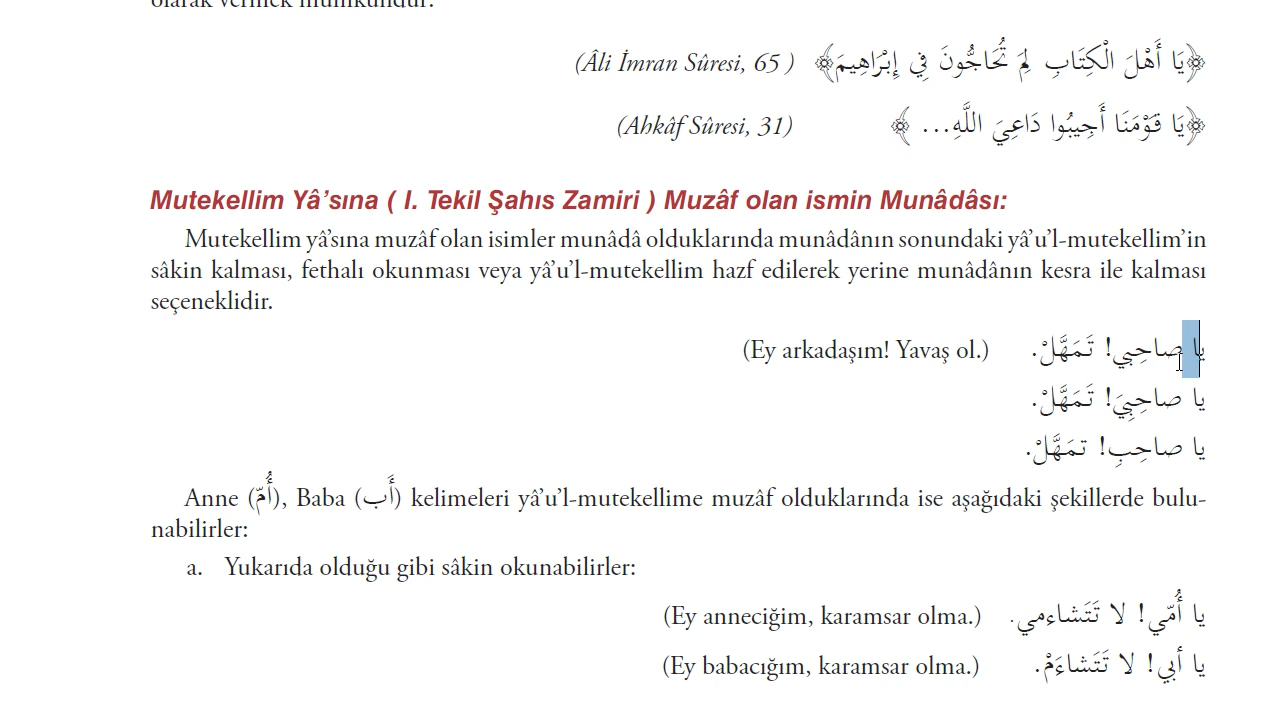 olarak vermek mümkündür.
﴿يَا أَهْلَ الْكِتَابِ لِمَ تُحَاجُّونَ فِي إِبْرَاهِيمَ﴾ (Âli İmran Sûresi, 65 )
﴿يَا قَوْمَنَا أَجِيبُوا دَاعِيَ اللَّهِ... ﴾ (Ahkâf Sûresi, 31)
Mutekellim Yâ’sına ( I. Tekil Şahıs Zamiri ) Muzâf olan ismin Munâdâsı:
Mutekellim yâ’sına muzâf olan isimler munâdâ olduklarında munâdânın sonundaki yâ’u’l-mutekellim’in
sâkin kalması, fethalı okunması veya yâ’u’l-mutekellim hazf edilerek yerine munâdânın kesra ile kalması
seçeneklidir.
يا صاحِبي! تَمَهَّلْ. (Ey arkadaşım! Yavaş ol.)
يا صاحِبِيَ! تَمَهَّلْ.
يا صاحِبِ! تمَهَّلْ.
Anne (أُمّ), Baba (أَب) kelimeleri yâ’u’l-mutekellime muzâf olduklarında ise aşağıdaki şekillerde bulu-
nabilirler:
a. Yukarıda olduğu gibi sâkin okunabilirler:
يا أُمّي! لا تَتَشاءمي. (Ey anneciğim, karamsar olma.)
يا أبي! لا تَتَشاءَمْ. (Ey babacığım, karamsar olma.)